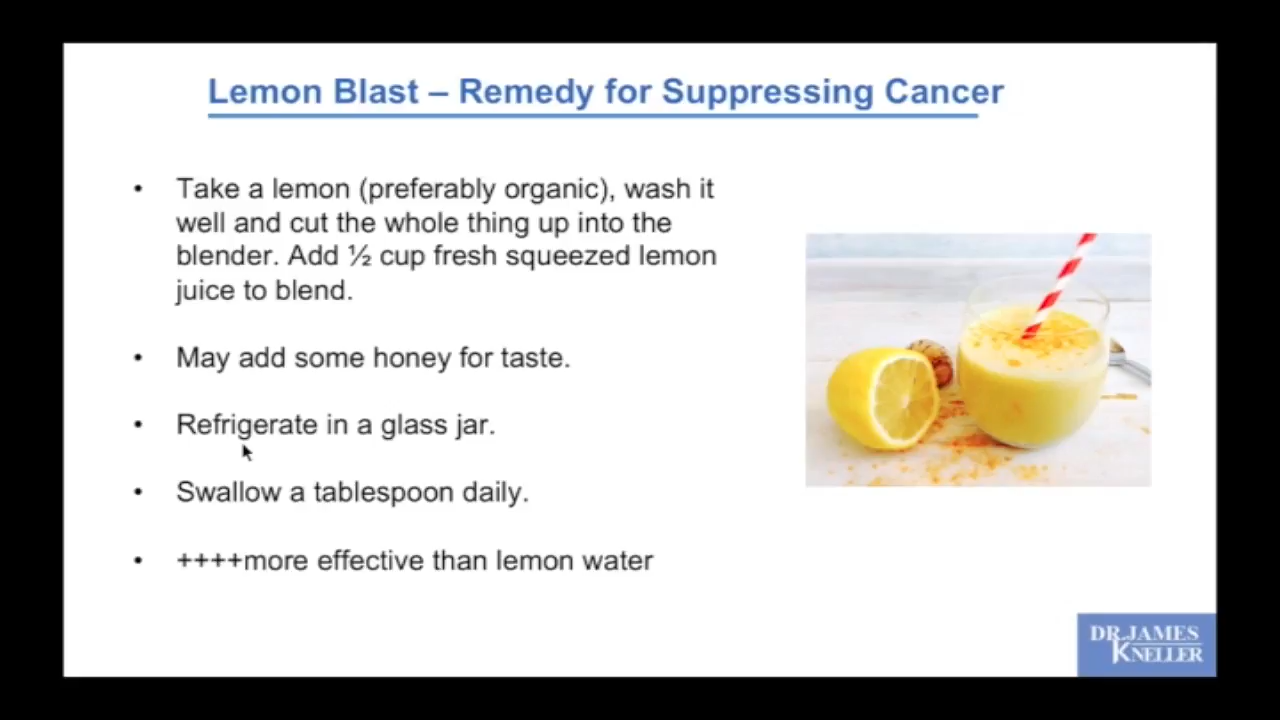 Lemon Blast – Remedy for Suppressing Cancer
• Take a lemon (preferably organic), wash it
well and cut the whole thing up into the
blender. Add ½ cup fresh squeezed lemon
juice to blend.
• May add some honey for taste.
• Refrigerate in a glass jar.
• Swallow a tablespoon daily.
• ++++more effective than lemon water
DR.JAMES
KNELLER